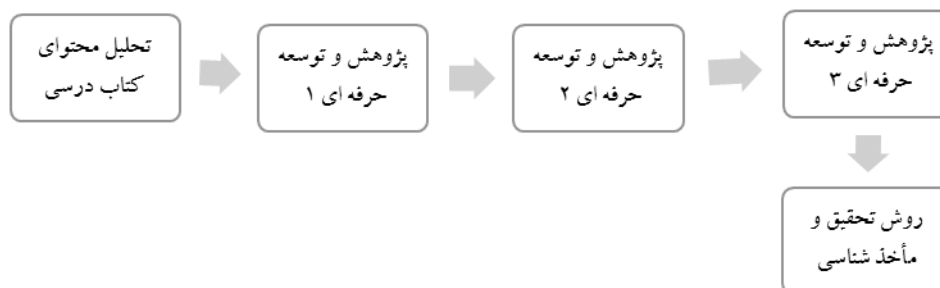 تحلیل محتوای
کتاب درسی
پژوهش و توسعه
حرفه ای ۱
پژوهش و توسعه
حرفه ای ۲
پژوهش و توسعه
حرفه ای ۳
روش تحقیق و
مأخذ شناسی